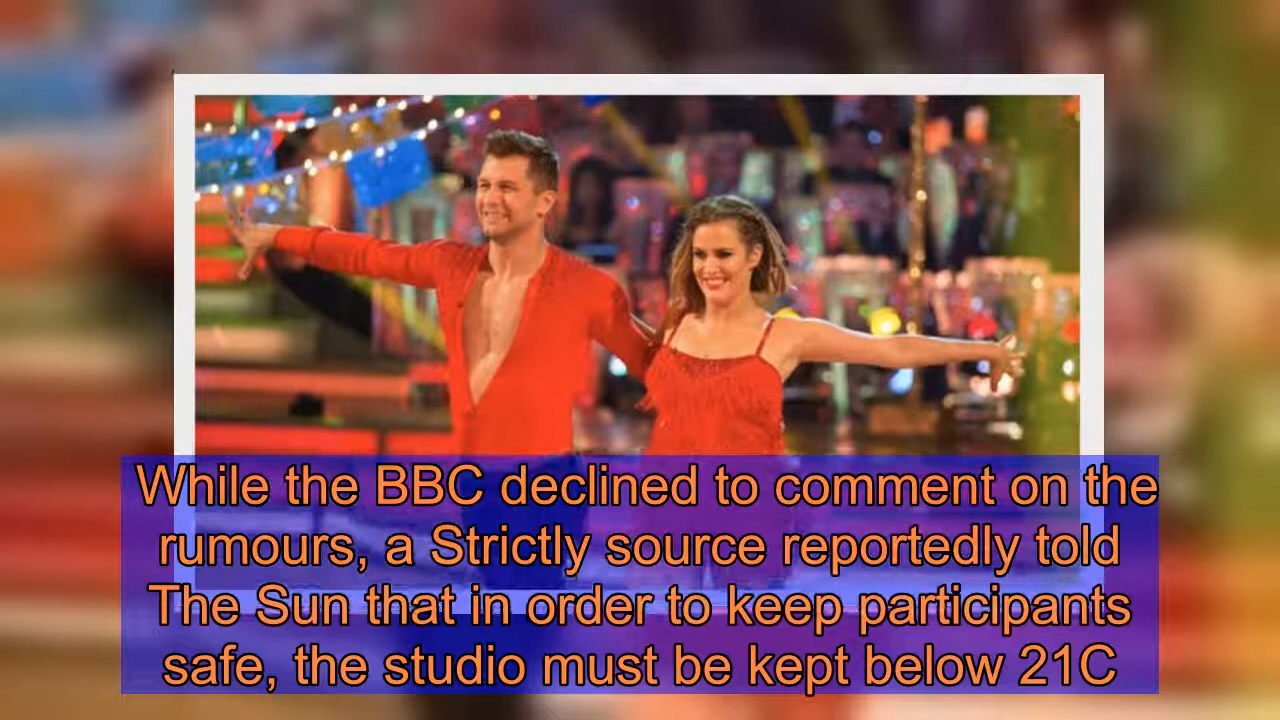 While the BBC declined to comment on the
rumours, a Strictly source reportedly told
The Sun that in order to keep participants
safe, the studio must be kept below 21C